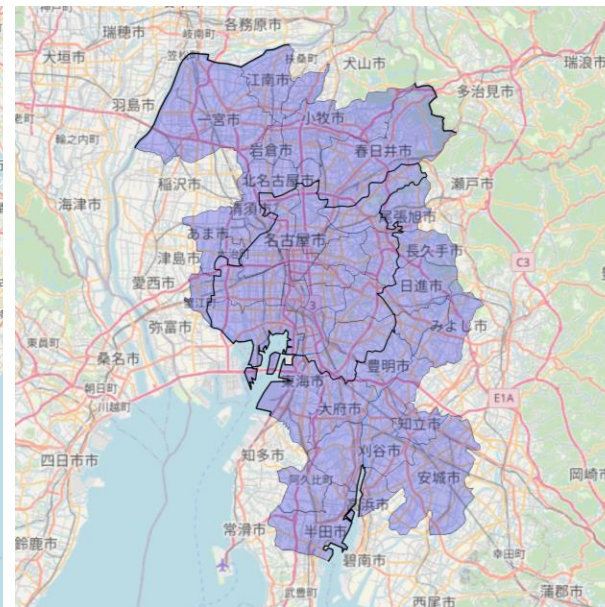 瑞穂市
岐南町
各務原市
笠松
扶桑町
大垣市
犬山市
瑞浪市
江南市
羽島市
多治見市
一宮市
小牧市
輪之内町
岩倉市
春日井市
稲沢市
北名古屋市
瀬戸市
海津市
清須
尾張旭市
あま市
名古屋市
津島市
長久手市
C3
愛西市
日進市
蟹江
3
弥富市
みよし市
東員町
桑名市
豊明市
朝日町
東海市
E1A
川越町
大府市
知立市
知多市
刈谷市
四日市市
阿久比町
安城市
岡崎市
高浜市
常滑市
半田市
鈴鹿市
碧南市
幸田町
武豊町
蒲郡市
西尾市